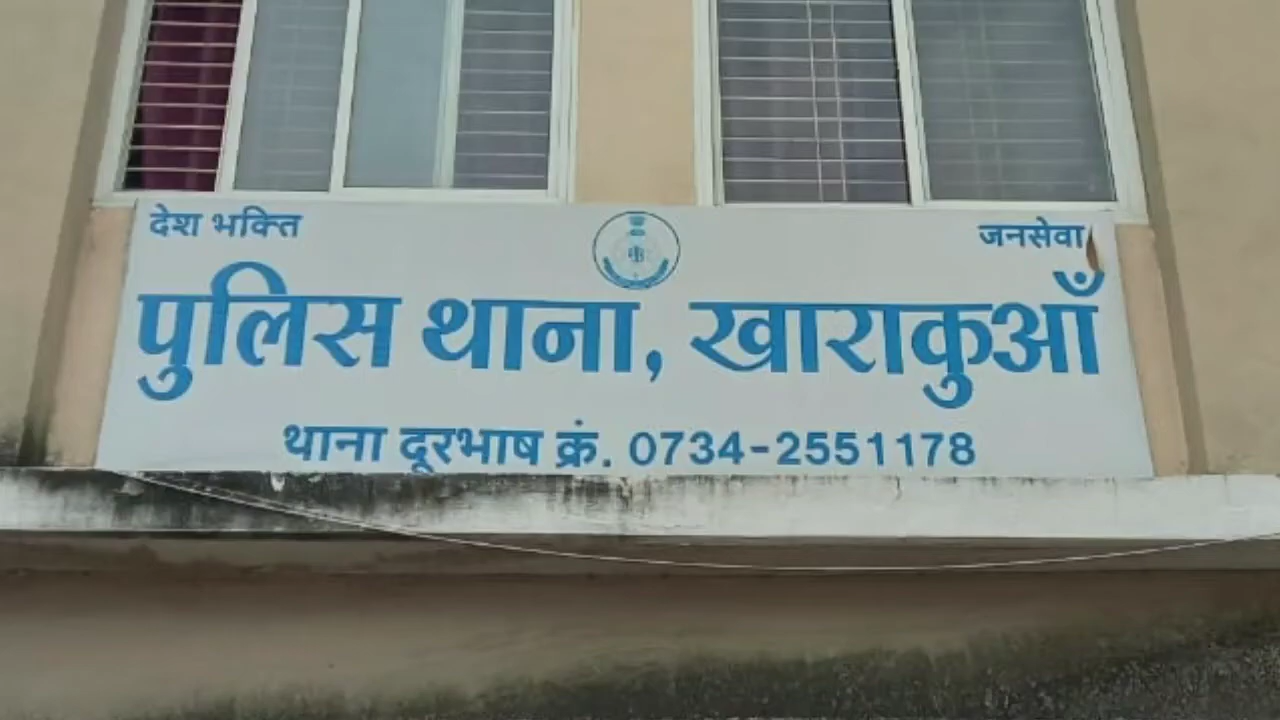 देश भक्ति जनसेवा
पुलिस थाना, खाराकुआँ
थाना दूरभाष क्रं. 0734-2551178